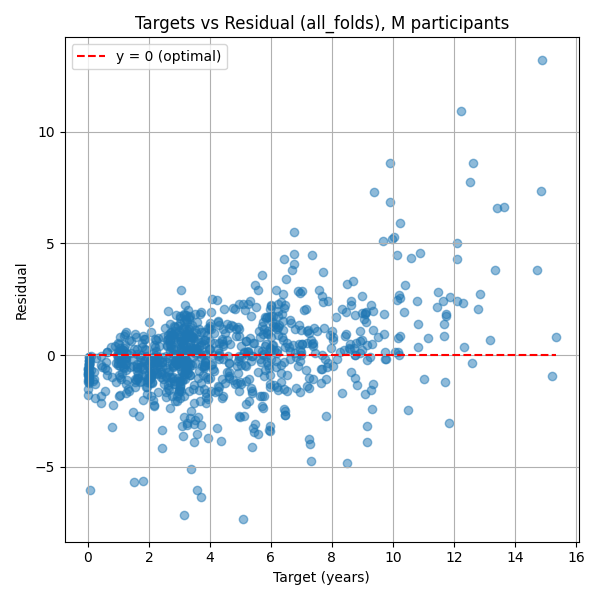 Targets vs Residual (all_folds), M participants
y = 0 (optimal)
10
5
0
−5
Residual
0 2 4 6 8 10 12 14 16
Target (years)